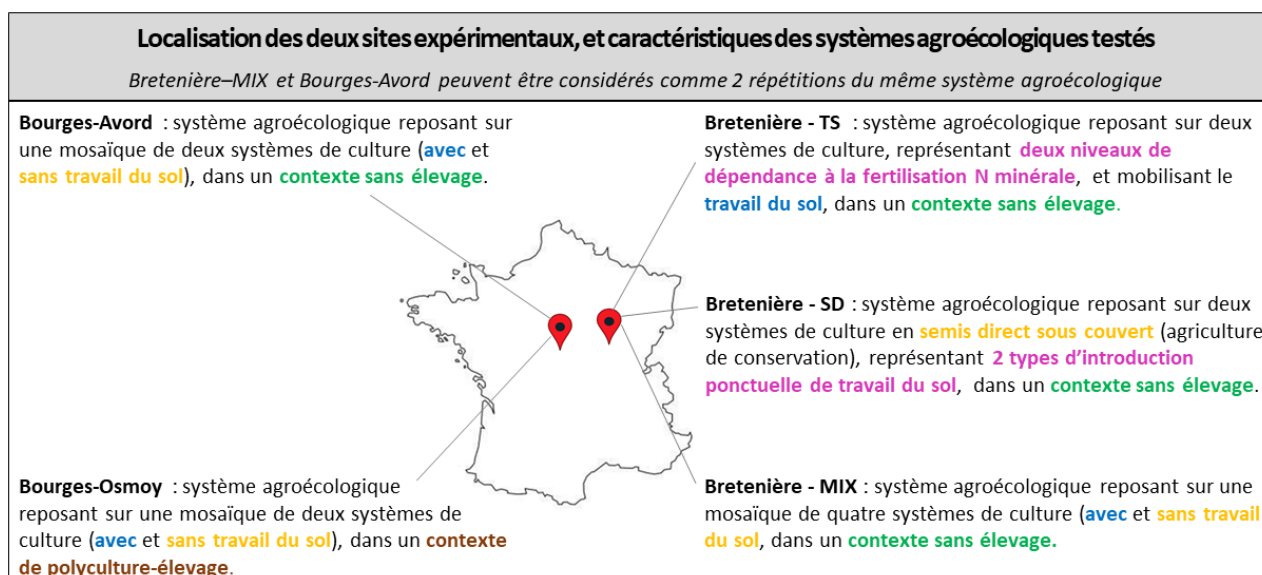 Localisation des deux sites expérimentaux, et caractéristiques des systèmes agroécologiques testés
Bretenière–MIX et Bourges-Avord peuvent être considérés comme 2 répétitions du même système agroécologique
Bourges-Avord : système agroécologique reposant sur
une mosaïque de deux systèmes de culture (avec et
sans travail du sol), dans un contexte sans élevage.
Bretenière - TS : système agroécologique reposant sur deux
systèmes de culture, représentant deux niveaux de
dépendance à la fertilisation N minérale, et mobilisant le
travail du sol, dans un contexte sans élevage.
Bretenière - SD : système agroécologique reposant sur deux
systèmes de culture en semis direct sous couvert (agriculture
de conservation), représentant 2 types d'introduction
ponctuelle de travail du sol, dans un contexte sans élevage.
Bourges-Osmoy : système agroécologique
reposant sur une mosaïque de deux systèmes de
culture (avec et sans travail du sol), dans un contexte
de polyculture-élevage.
Bretenière - MIX : système agroécologique reposant sur une
mosaïque de quatre systèmes de culture (avec et sans travail
du sol, dans un contexte sans élevage.